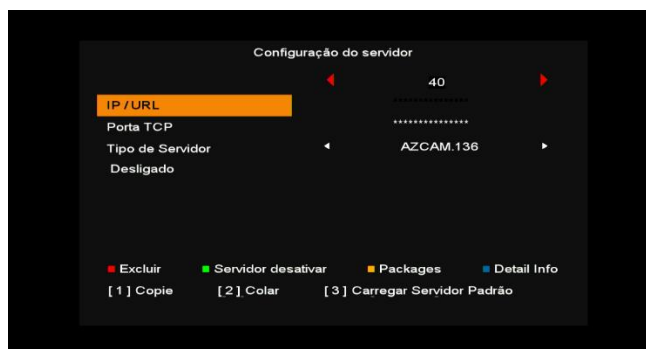 Configuração do servidor
40
IP / URL ***************
Porta TCP ***************
Tipo de Servidor AZCAM.136
Desligado
Excluir Servidor desativar Packages Detail Info
[ 1 ] Copie [ 2 ] Colar [ 3 ] Carregar Servidor Padrão